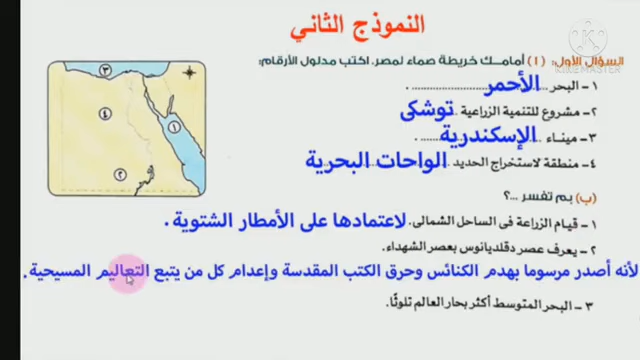 النموذج الثاني
السؤال الأول: (١) أمامك خريطة صماء لمصر. اكتب مدلول الأرقام:
١- البحر الأحمر
٢- مشروع للتنمية الزراعية توشكى
٣- ميناء الإسكندرية
٤- منطقة لاستخراج الحديد الواحات البحرية
(ب) بم تفسر ...؟
١- قيام الزراعة فى الساحل الشمالى. لاعتمادها على الأمطار الشتوية .
٢- يعرف عصر دقلديانوس بعصر الشهداء.
لأنه أصدر مرسوما بهدم الكنائس وحرق الكتب المقدسة وإعدام كل من يتبع التعاليم المسيحية .
٣- البحر المتوسط أكثر بحار العالم تلوثًا.
٣
٤
١
٢
KINEMASTER